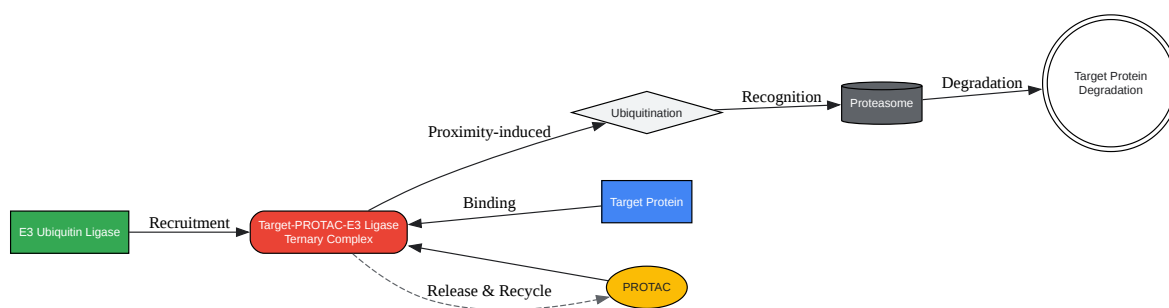 Target Protein
Degradation
Degradation
Proteasome
Recognition
Ubiquitination
Proximity-induced
Binding
Target Protein
E3 Ubiquitin Ligase
Recruitment
Target-PROTAC-E3 Ligase
Ternary Complex
PROTAC
Release & Recycle